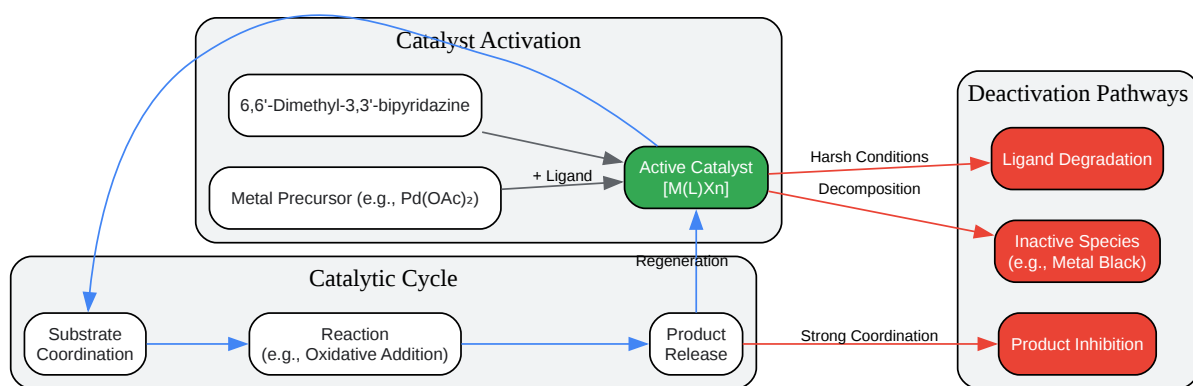 Catalyst Activation
6,6'-Dimethyl-3,3'-bipyridazine
Metal Precursor (e.g., Pd(OAc)₂)
+ Ligand
Active Catalyst
[M(L)Xn]
Harsh Conditions
Decomposition
Deactivation Pathways
Ligand Degradation
Inactive Species
(e.g., Metal Black)
Product Inhibition
Regeneration
Catalytic Cycle
Substrate
Coordination
Reaction
(e.g., Oxidative Addition)
Product
Release
Strong Coordination